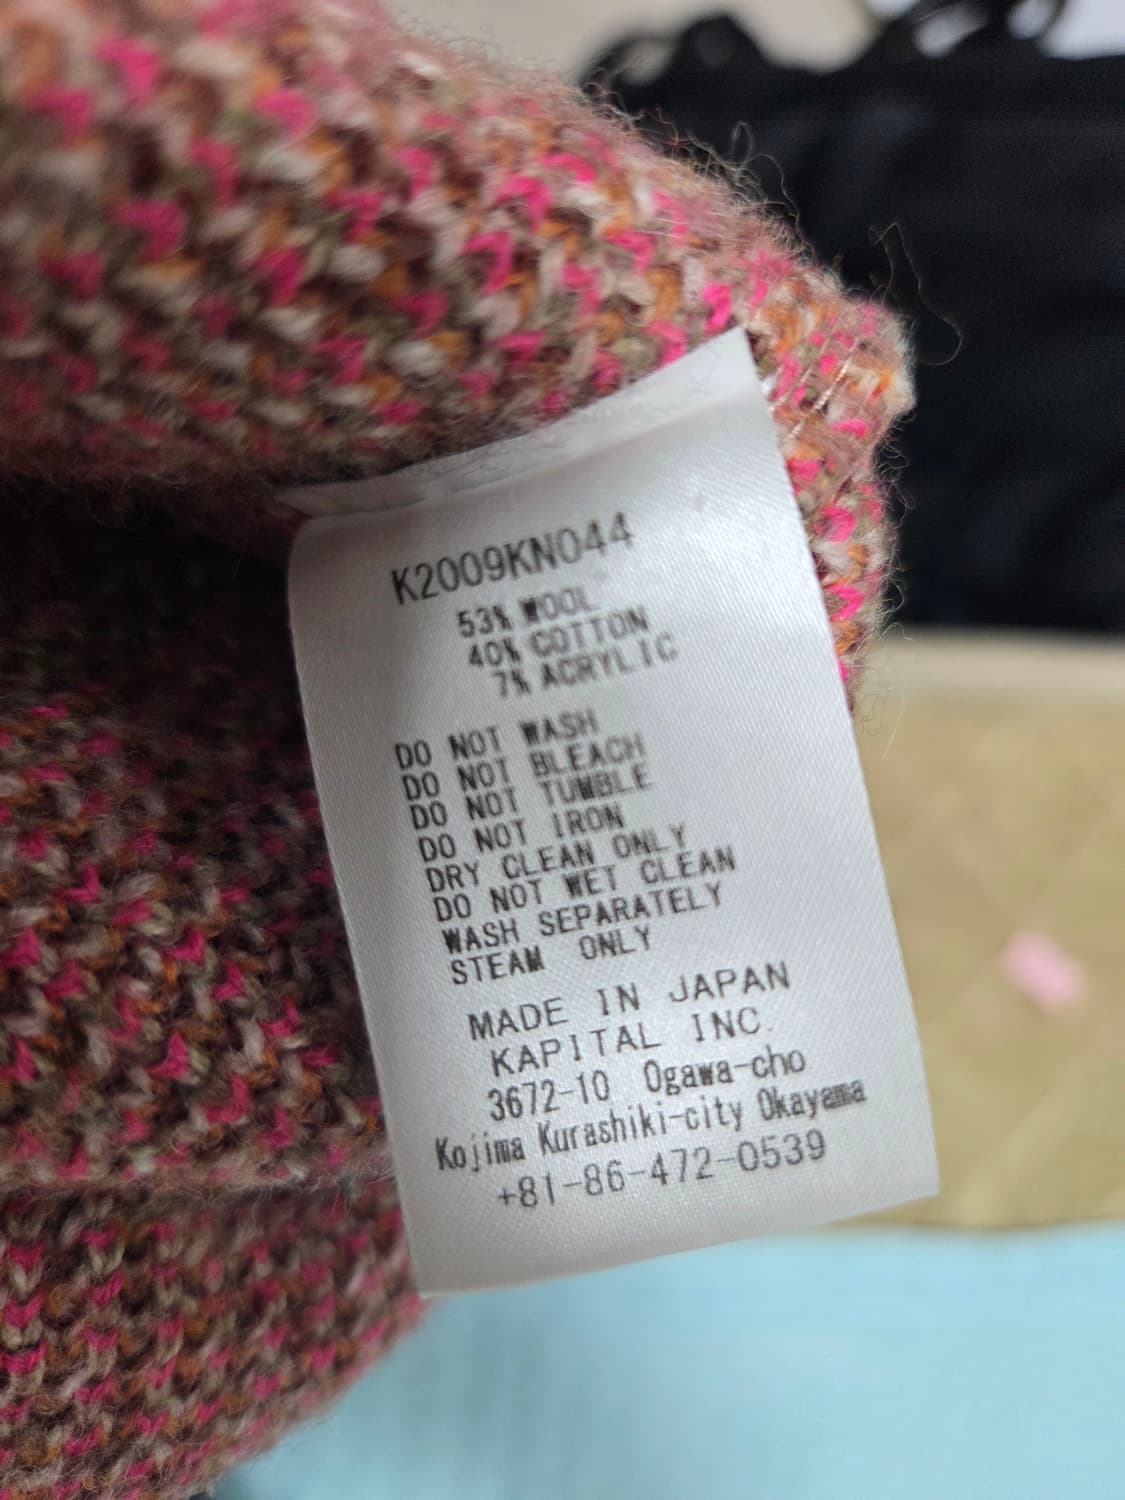 K2009KN044
53% WOOL
40% COTTON
7% ACRYLIC
DO NOT WASH
DO NOT BLEACH
DO NOT TUMBLE
DO NOT IRON
DRY CLEAN ONLY
DO NOT WET CLEAN
WASH SEPARATELY
STEAM ONLY
MADE IN JAPAN
KAPITAL INC.
3672-10 Ogawa-cho
Kojima Kurashiki-city Okayama
+81-86-472-0539